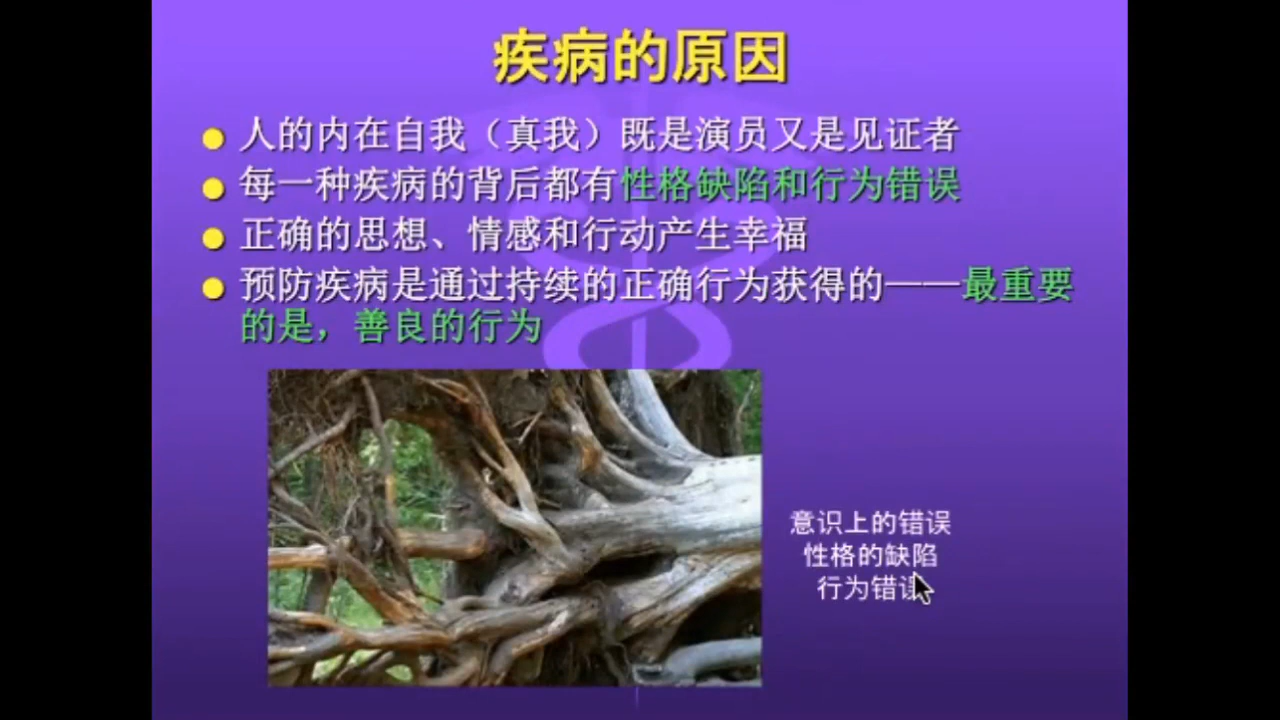 疾病的原因
人的内在自我（真我）既是演员又是见证者
每一种疾病的背后都有性格缺陷和行为错误
正确的思想、情感和行动产生幸福
预防疾病是通过持续的正确行为获得的——最重要
的是，善良的行为
意识上的错误
性格的缺陷
行为错误